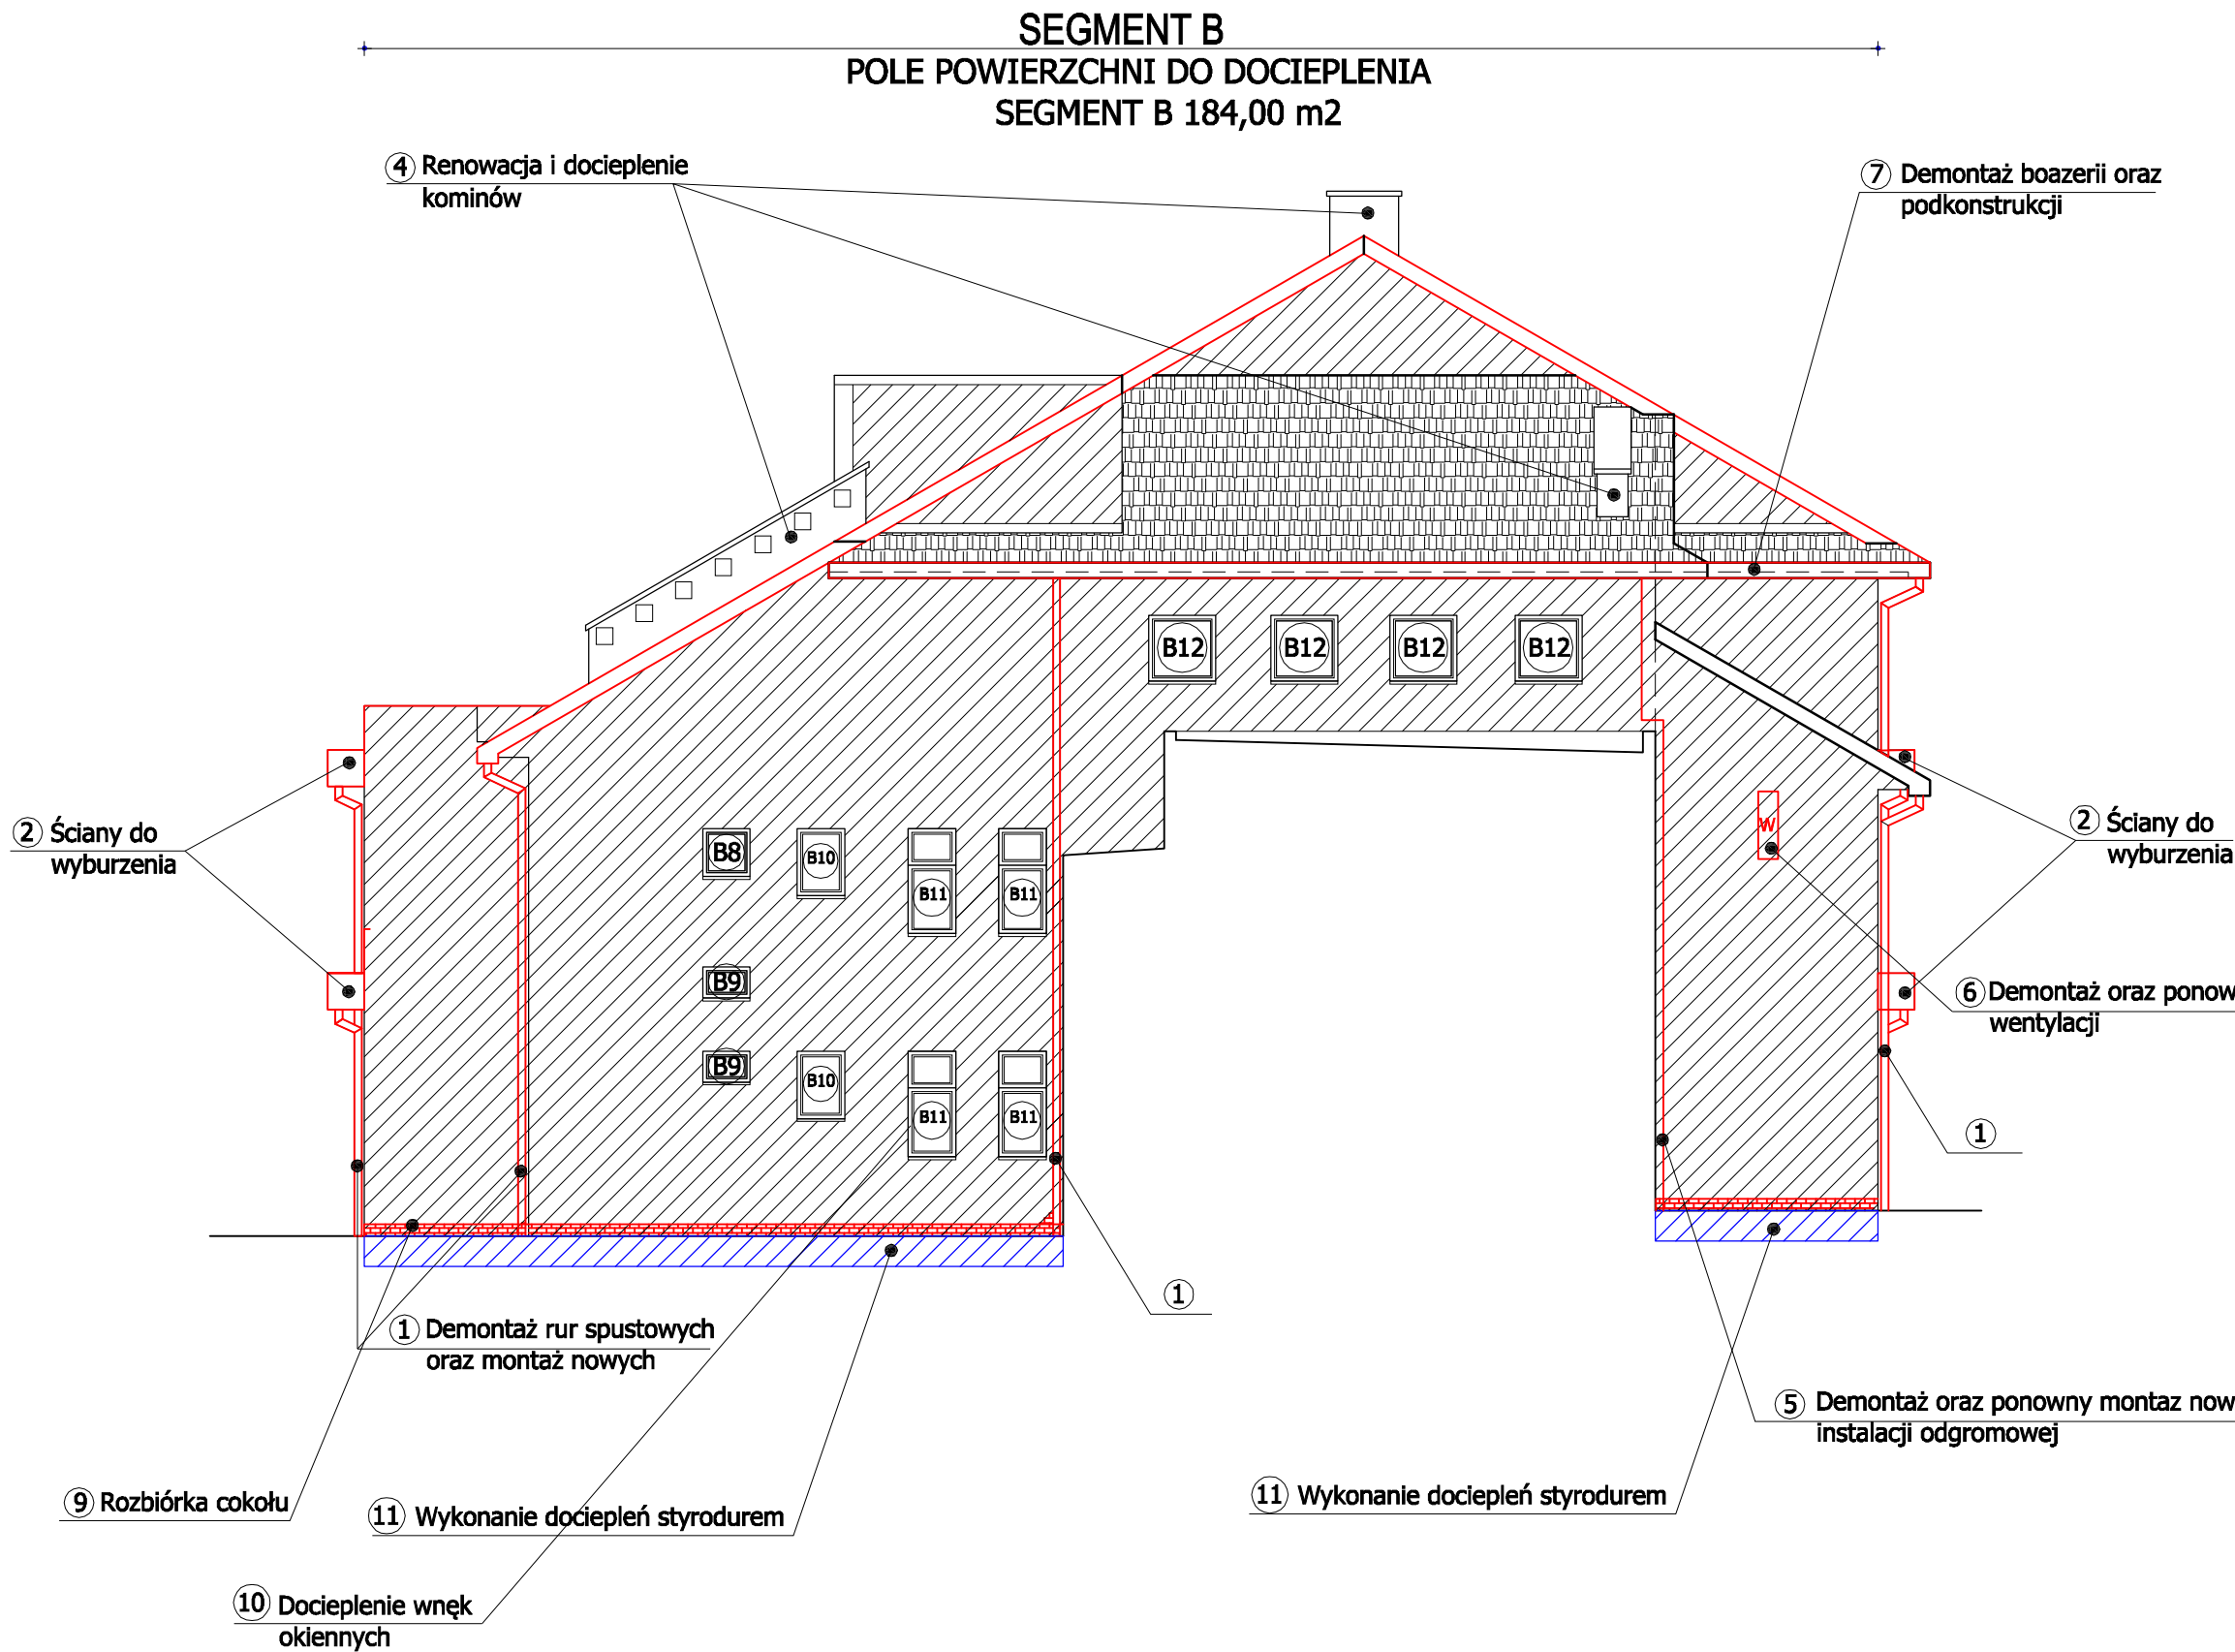 SEGMENT B
POLE POWIERZCHNI DO DOCIEPLENIA
SEGMENT B 184,00 m2
4 Renowacja i docieplenie
kominów
7 Demontaż boazerii oraz
podkonstrukcji
B12 B12 B12 B12
2 Ściany do
wyburzenia
W
2 Ściany do
wyburzenia
B8 B10 B11 B11
B9
6 Demontaż oraz ponow
wentylacji
B9 B10 B11 B11
1
1
1 Demontaż rur spustowych
oraz montaż nowych
5 Demontaż oraz ponowny montaz now
instalacji odgromowej
9 Rozbiórka cokołu
11 Wykonanie dociepleń styrodurem
11 Wykonanie dociepleń styrodurem
10 Docieplenie wnęk
okiennych